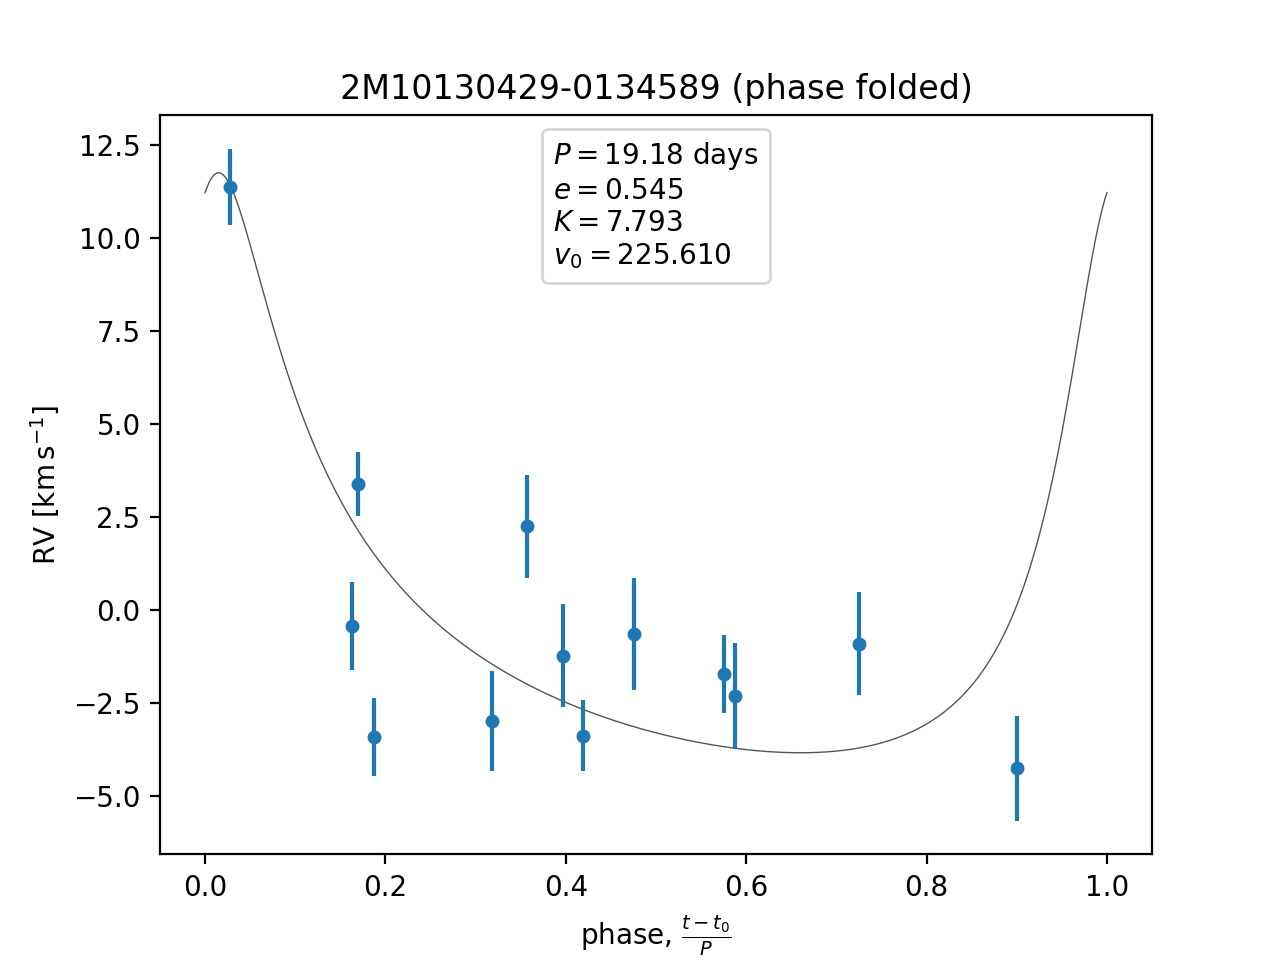 2M10130429-0134589 (phase folded)
P = 19.18 days
e = 0.545
K = 7.793
v₀ = 225.610
RV [km s⁻¹]
12.5
10.0
7.5
5.0
2.5
0.0
−2.5
−5.0
0.0 0.2 0.4 0.6 0.8 1.0
phase, (t − t₀)/P